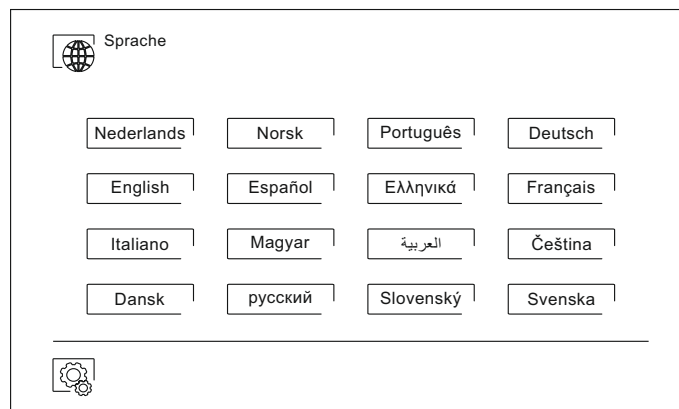 Sprache
Nederlands Norsk Português Deutsch
English Español Ελληνικά Français
Italiano Magyar العربية Čeština
Dansk русский Slovenský Svenska